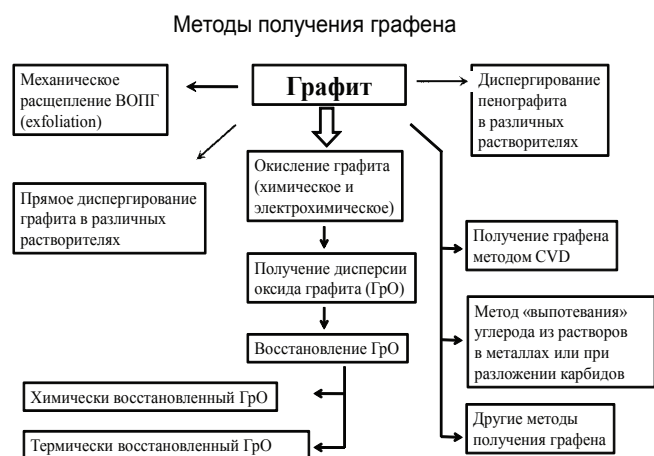 Методы получения графена
Механическое
расщепление ВОПГ
(exfoliation)
Графит
Диспергирование
пенографита
в различных
растворителях
Прямое диспергирование
графита в различных
растворителях
Окисление графита
(химическое и
электрохимическое)
Получение дисперсии
оксида графита (ГрО)
Восстановление ГрО
Химически восстановленный ГрО
Термически восстановленный ГрО
Получение графена
методом CVD
Метод «выпотевания»
углерода из растворов
в металлах или при
разложении карбидов
Другие методы
получения графена